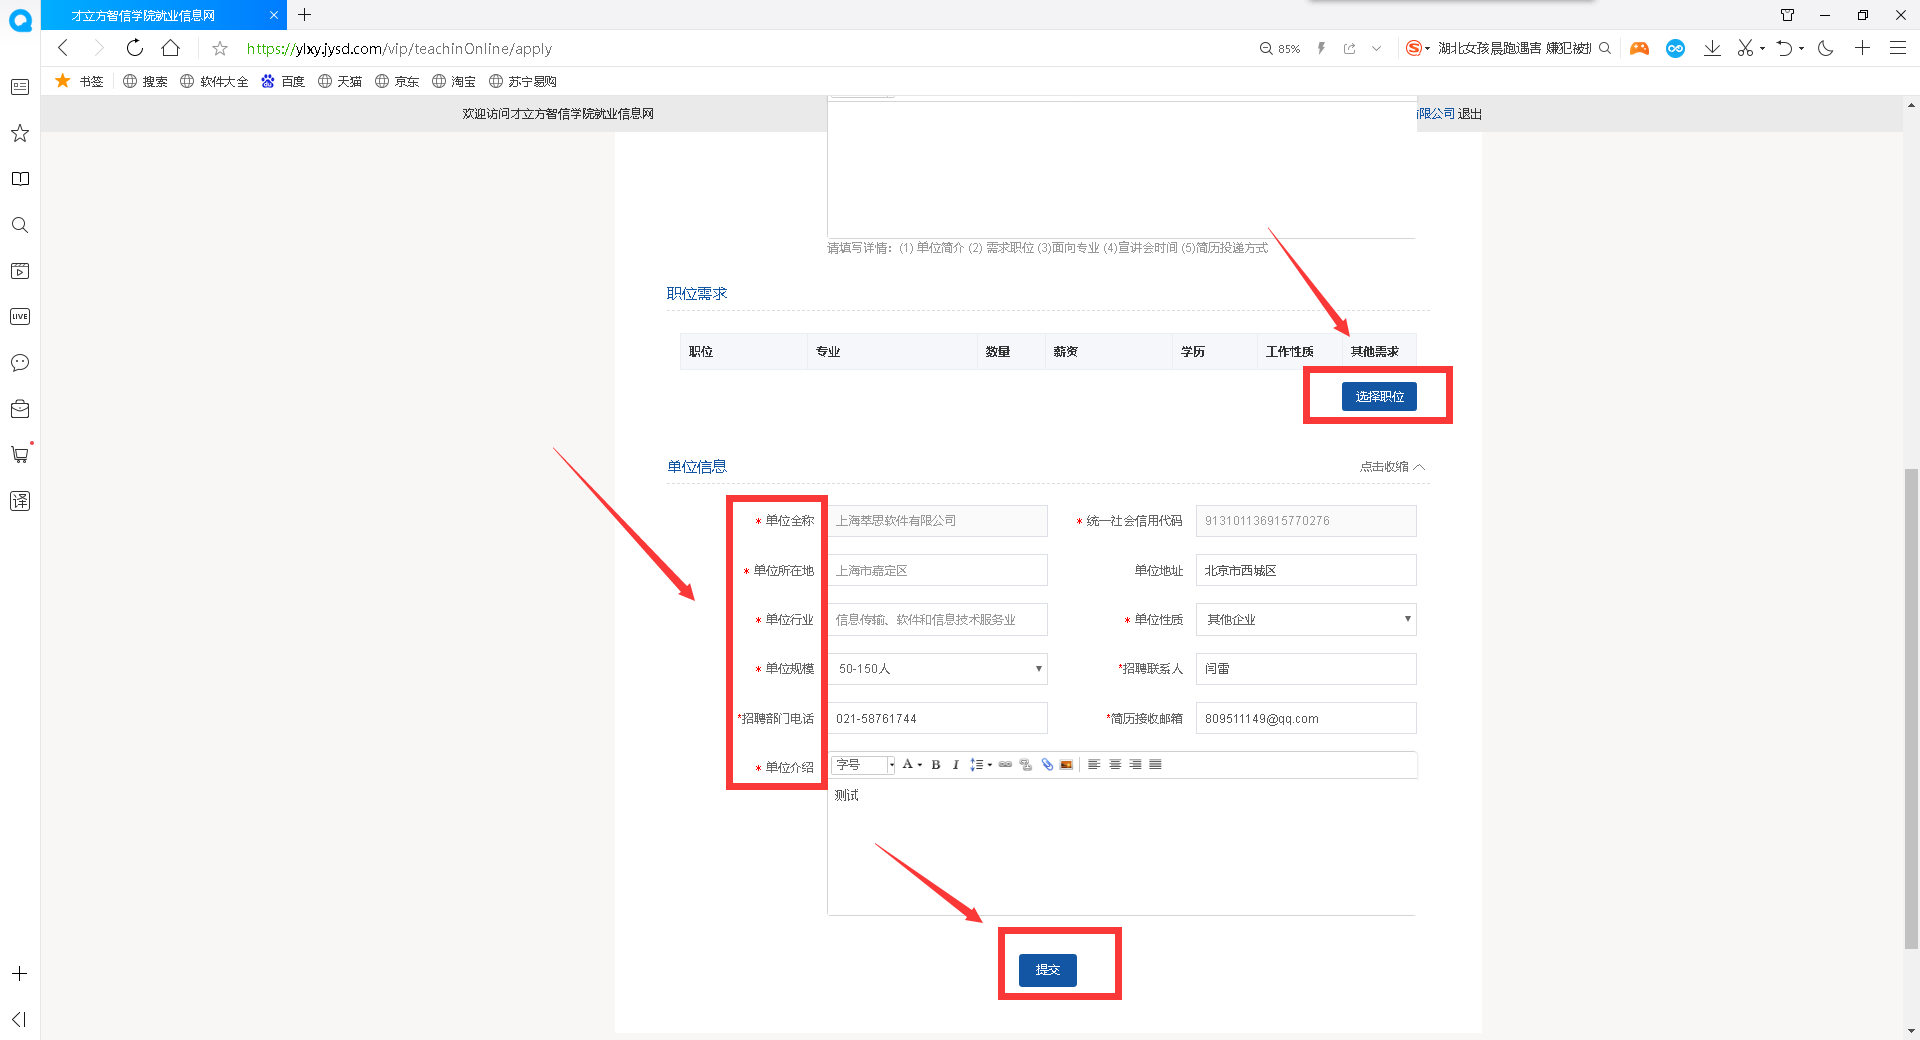 才立方智信学院就业信息网
https://ylxy.jysd.com/vip/teachinOnline/apply
85%
湖北女孩晨跑遇害 嫌犯被
书签 搜索 软件大全 百度 天猫 京东 淘宝 苏宁易购
欢迎访问才立方智信学院就业信息网
限公司 退出
请填写详情：(1) 单位简介 (2) 需求职位 (3)面向专业 (4)宣讲会时间 (5)简历投递方式
LIVE
职位需求
职位 专业 数量 薪资 学历 工作性质 其他需求
选择职位
单位信息 点击收缩
译
* 单位全称 上海萃思软件有限公司 * 统一社会信用代码 913101136915770276
* 单位所在地 上海市嘉定区 单位地址 北京市西城区
* 单位行业 信息传输、软件和信息技术服务业 * 单位性质 其他企业
* 单位规模 50-150人 *招聘联系人 闫雷
*招聘部门电话 021-58761744 *简历接收邮箱 809511149@qq.com
* 单位介绍 字号 A B I
测试
提交